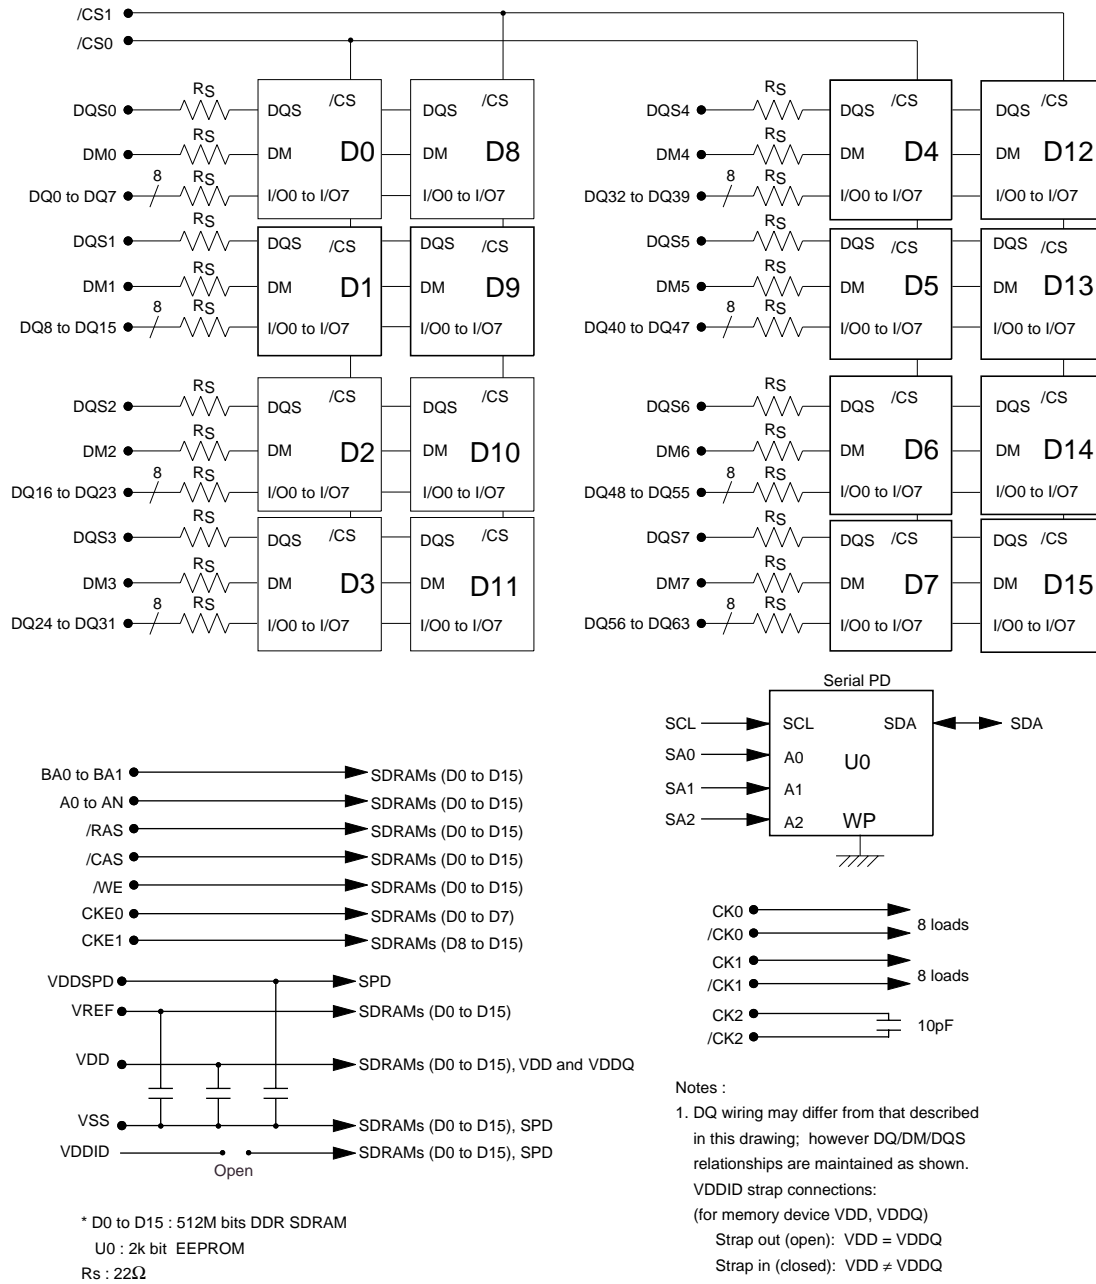 /CS1
/CS0
RS RS
DQS0 DQS /CS DQS /CS DQS4 DQS /CS DQS /CS
RS RS
DM0 DM D0 DM D8 DM4 DM D4 DM D12
8 RS 8 RS
DQ0 to DQ7 I/O0 to I/O7 I/O0 to I/O7 DQ32 to DQ39 I/O0 to I/O7 I/O0 to I/O7
RS RS
DQS1 DQS /CS DQS /CS DQS5 DQS /CS DQS /CS
RS RS
DM1 DM D1 DM D9 DM5 DM D5 DM D13
8 RS 8 RS
DQ8 to DQ15 I/O0 to I/O7 I/O0 to I/O7 DQ40 to DQ47 I/O0 to I/O7 I/O0 to I/O7
RS RS
DQS2 DQS /CS DQS /CS DQS6 DQS /CS DQS /CS
RS RS
DM2 DM D2 DM D10 DM6 DM D6 DM D14
8 RS 8 RS
DQ16 to DQ23 I/O0 to I/O7 I/O0 to I/O7 DQ48 to DQ55 I/O0 to I/O7 I/O0 to I/O7
RS RS
DQS3 DQS /CS DQS /CS DQS7 DQS /CS DQS /CS
RS RS
DM3 DM D3 DM D11 DM7 DM D7 DM D15
8 RS 8 RS
DQ24 to DQ31 I/O0 to I/O7 I/O0 to I/O7 DQ56 to DQ63 I/O0 to I/O7 I/O0 to I/O7
Serial PD
SCL SCL SDA SDA
SA0 A0 U0
SA1 A1
SA2 A2 WP
BA0 to BA1 SDRAMs (D0 to D15)
A0 to AN SDRAMs (D0 to D15)
/RAS SDRAMs (D0 to D15)
/CAS SDRAMs (D0 to D15)
/WE SDRAMs (D0 to D15)
CKE0 SDRAMs (D0 to D7)
CKE1 SDRAMs (D8 to D15)
VDDSPD SPD
VREF SDRAMs (D0 to D15)
VDD SDRAMs (D0 to D15), VDD and VDDQ
VSS SDRAMs (D0 to D15), SPD
VDDID SDRAMs (D0 to D15), SPD
Open
CK0
/CK0 8 loads
CK1
/CK1 8 loads
CK2
/CK2 10pF
* D0 to D15 : 512M bits DDR SDRAM
U0 : 2k bit EEPROM
Rs : 22Ω
Notes :
1. DQ wiring may differ from that described
in this drawing; however DQ/DM/DQS
relationships are maintained as shown.
VDDID strap connections:
(for memory device VDD, VDDQ)
Strap out (open): VDD = VDDQ
Strap in (closed): VDD ≠ VDDQ